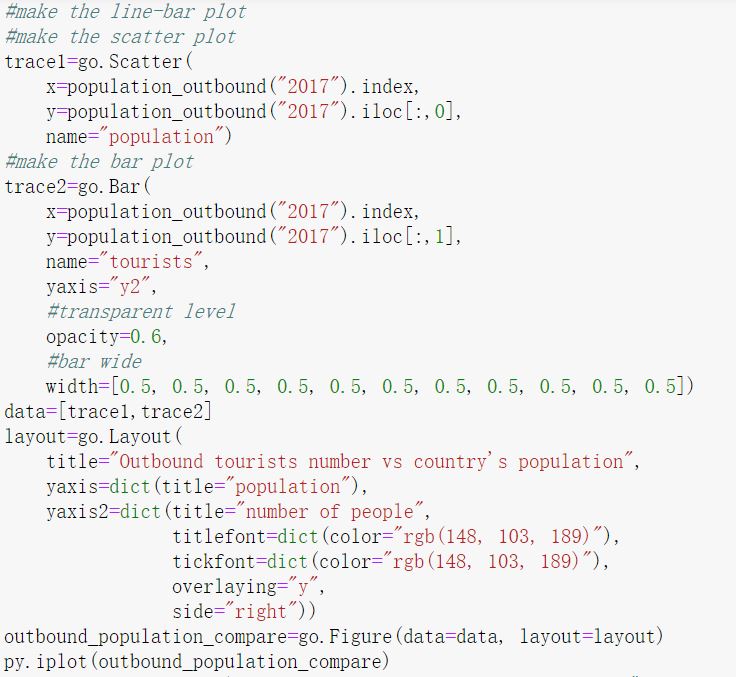 #make the line-bar plot
#make the scatter plot
trace1=go.Scatter(
    x=population_outbound("2017").index,
    y=population_outbound("2017").iloc[:,0],
    name="population")
#make the bar plot
trace2=go.Bar(
    x=population_outbound("2017").index,
    y=population_outbound("2017").iloc[:,1],
    name="tourists",
    yaxis="y2",
    #transparent level
    opacity=0.6,
    #bar wide
    width=[0.5, 0.5, 0.5, 0.5, 0.5, 0.5, 0.5, 0.5, 0.5, 0.5, 0.5])
data=[trace1,trace2]
layout=go.Layout(
    title="Outbound tourists number vs country's population",
    yaxis=dict(title="population"),
    yaxis2=dict(title="number of people",
                titlefont=dict(color="rgb(148, 103, 189)"),
                tickfont=dict(color="rgb(148, 103, 189)"),
                overlaying="y",
                side="right"))
outbound_population_compare=go.Figure(data=data, layout=layout)
py.iplot(outbound_population_compare)